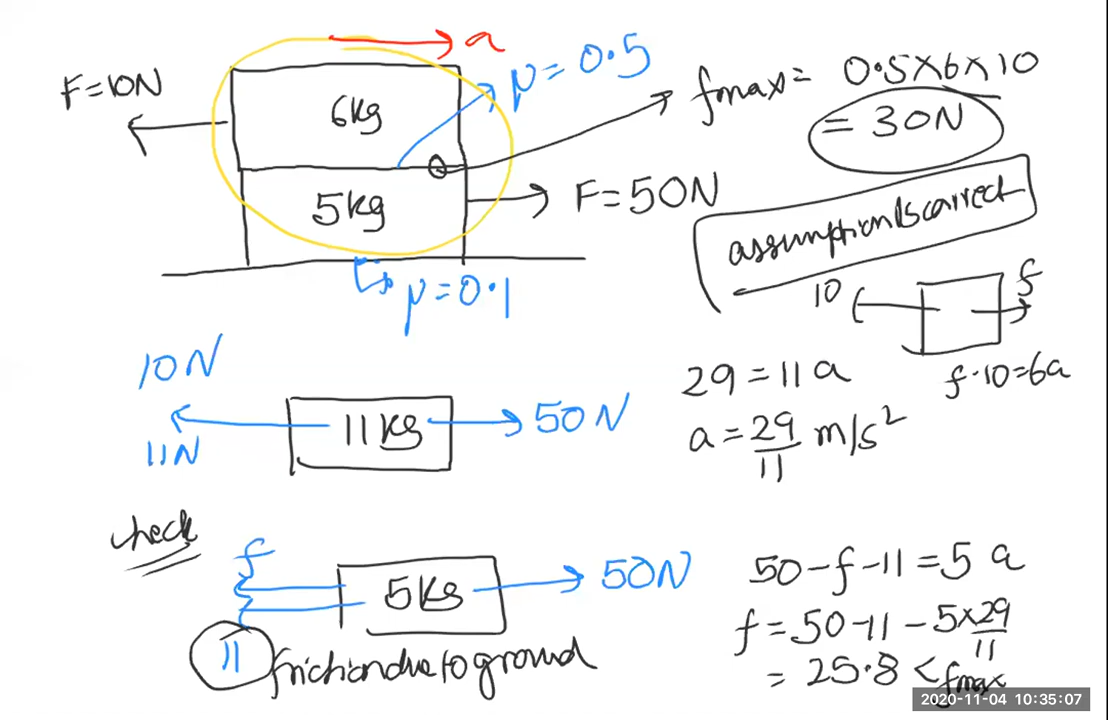 a
F=10N
6kg
μ=0.5
fmax= 0.5×6×10
= 30N
5kg
F=50N
assumption is correct
μ=0.1
10
f
f-10=6a
10N
11N
11kg
50N
29=11a
a=29/11 m/s²
check
f
11
5kg
50N
friction due to ground
50-f-11=5a
f=50-11-5×29/11
= 25.8 < fmax
2020-11-04 10:35:07